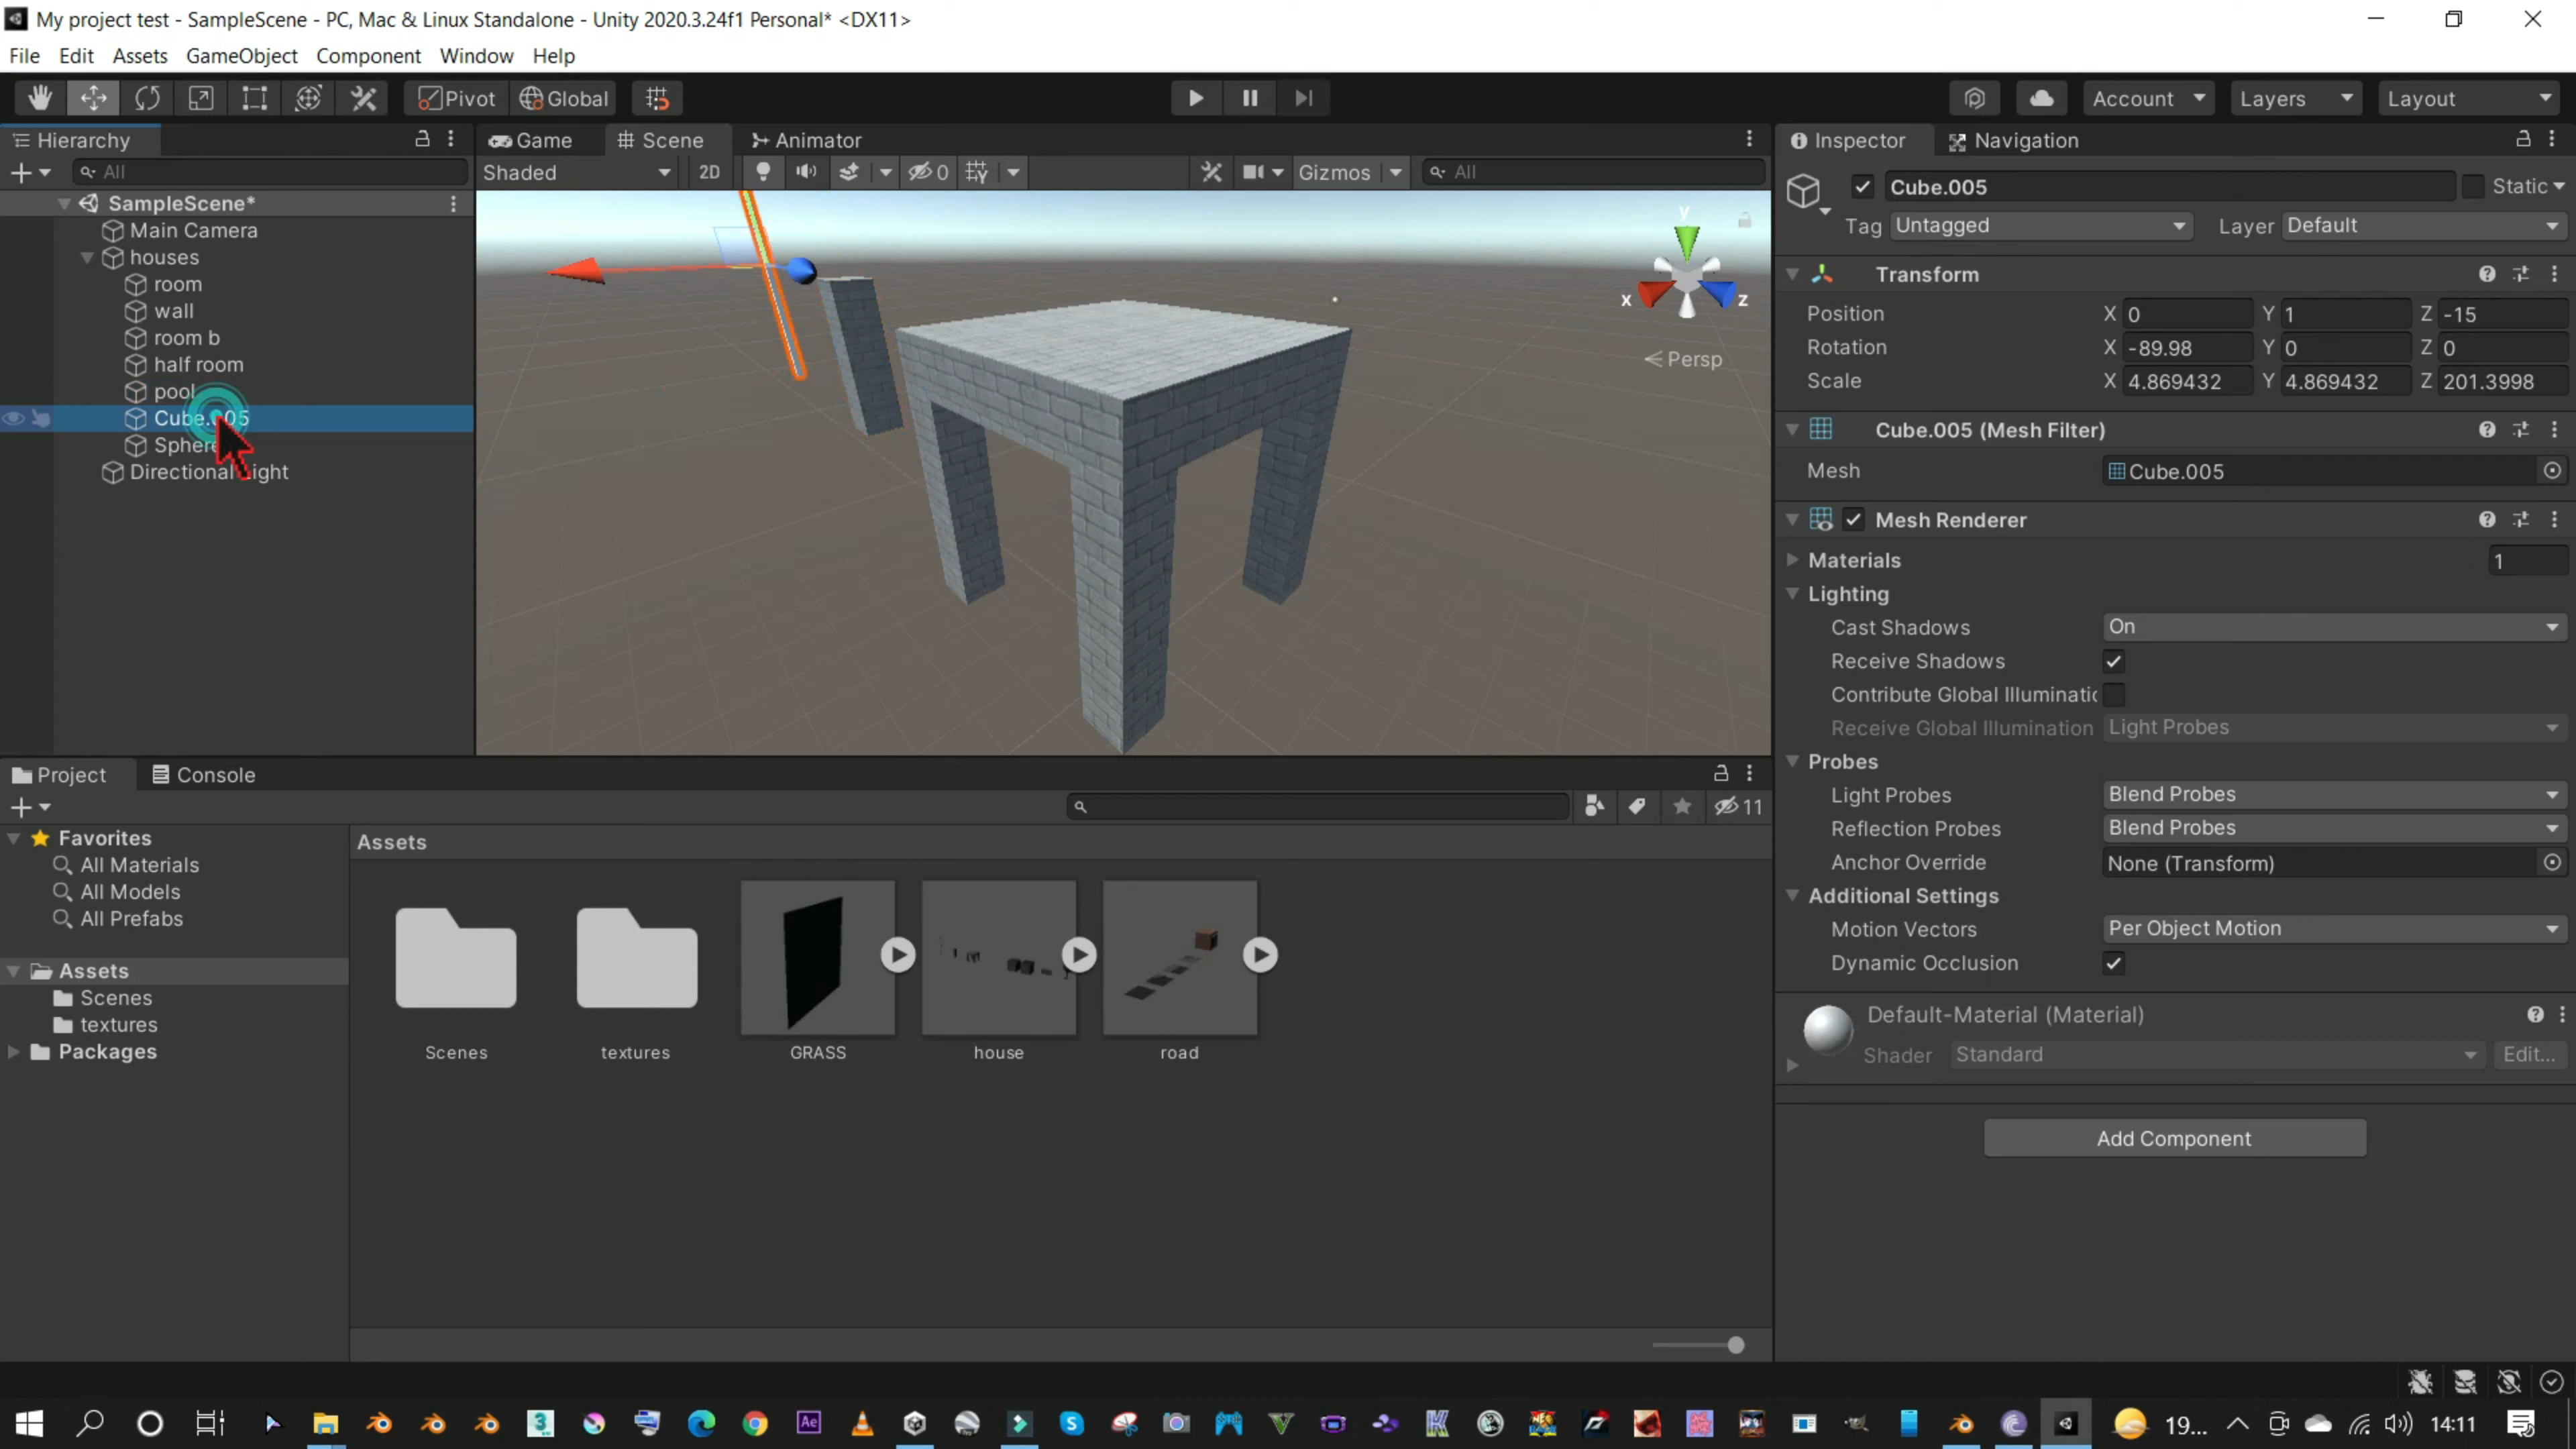 My project test - SampleScene - PC, Mac & Linux Standalone - Unity 2020.3.24f1 Personal* <DX11>
File Edit Assets GameObject Component Window Help
Pivot Global Account Layers Layout
Hierarchy
All
SampleScene*
Main Camera
houses
room
wall
room b
half room
pool
Cube.005
Sphere
Directional Light
Game Scene Animator
Shaded 2D 0 Gizmos All
y
x z
Persp
Inspector Navigation
Cube.005 Static
Tag Untagged Layer Default
Transform
Position X 0 Y 1 Z -15
Rotation X -89.98 Y 0 Z 0
Scale X 4.869432 Y 4.869432 Z 201.3998
Cube.005 (Mesh Filter)
Mesh Cube.005
Mesh Renderer
Materials 1
Lighting
Cast Shadows On
Receive Shadows
Contribute Global Illuminatic
Receive Global Illumination Light Probes
Probes
Light Probes Blend Probes
Reflection Probes Blend Probes
Anchor Override None (Transform)
Additional Settings
Motion Vectors Per Object Motion
Dynamic Occlusion
Default-Material (Material)
Shader Standard Edit...
Add Component
Project Console
11
Favorites
All Materials
All Models
All Prefabs
Assets
Scenes
textures
Packages
Assets
Scenes textures GRASS house road
Ae
19... 14:11